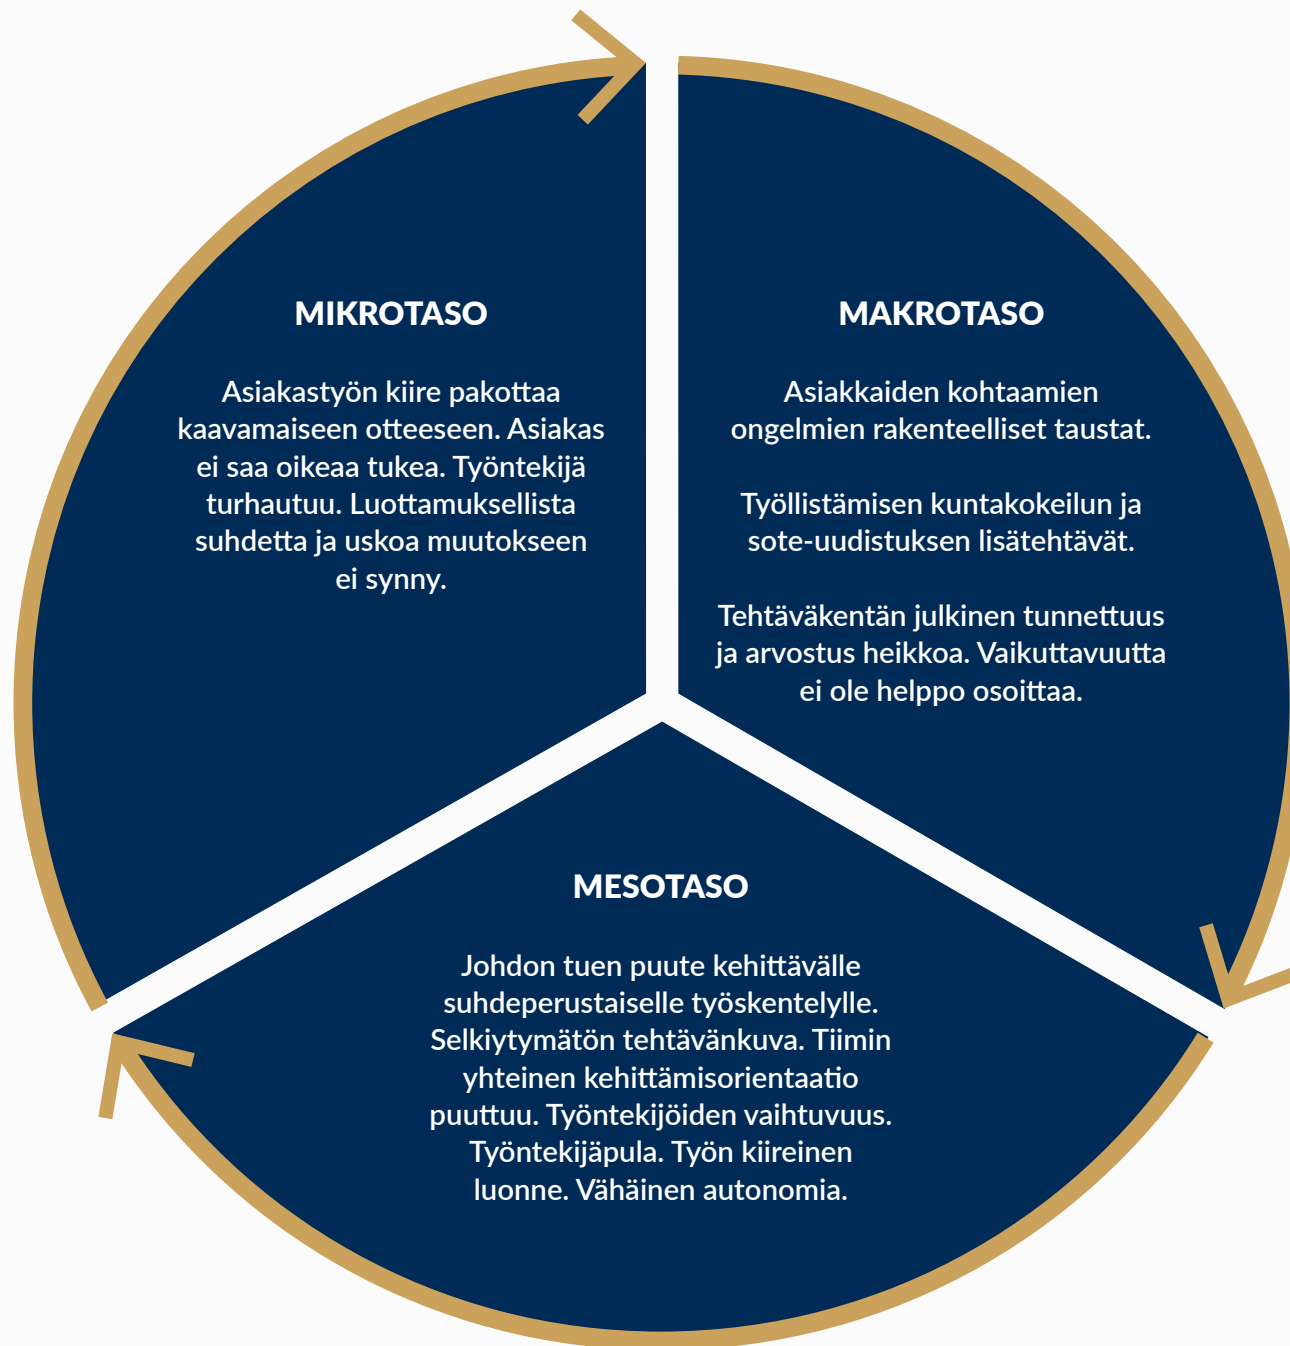 MIKROTASO
Asiakastyön kiire pakottaa
kaavamaiseen otteeseen. Asiakas
ei saa oikeaa tukea. Työntekijä
turhautuu. Luottamuksellista
suhdetta ja uskoa muutokseen
ei synny.
MAKROTASO
Asiakkaiden kohtaamien
ongelmien rakenteelliset taustat.
Työllistämisen kuntakokeilun ja
sote-uudistuksen lisätehtävät.
Tehtäväkentän julkinen tunnettuus
ja arvostus heikkoa. Vaikuttavuutta
ei ole helppo osoittaa.
MESOTASO
Johdon tuen puute kehittävälle
suhdeperustaiselle työskentelylle.
Selkiytymätön tehtävänkuva. Tiimin
yhteinen kehittämisorientaatio
puuttuu. Työntekijöiden vaihtuvuus.
Työntekijäpula. Työn kiireinen
luonne. Vähäinen autonomia.